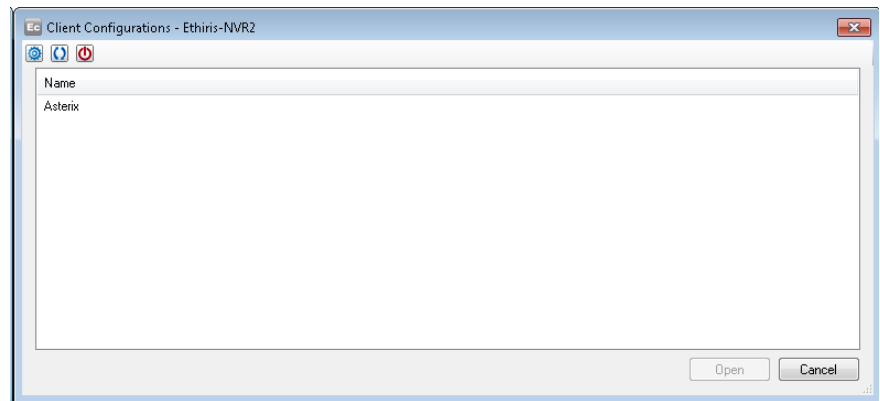 Ec Client Configurations - Ethiris-NVR2
Name
Asterix
Open Cancel